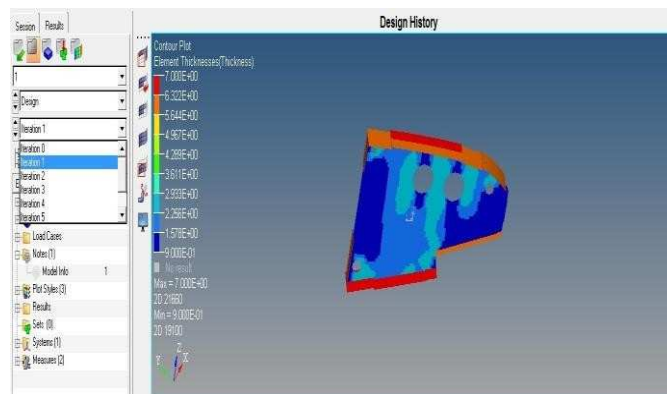 Session Results
Design History
1
Design
Iteration 1
Iteration 0
Iteration 1
Iteration 2
Iteration 3
Iteration 4
Iteration 5
Load Cases
Notes (1)
Model Info 1
Plot Styles (3)
Results
Sets (0)
Systems (1)
Measures (2)
Contour Plot
Element Thicknesses(Thickness)
7.000E+00
6.322E+00
5.644E+00
4.967E+00
4.289E+00
3.611E+00
2.933E+00
2.256E+00
1.578E+00
9.000E-01
No result
Max = 7.000E+00
2D 21660
Min = 9.000E-01
2D 19100
Z
Y X